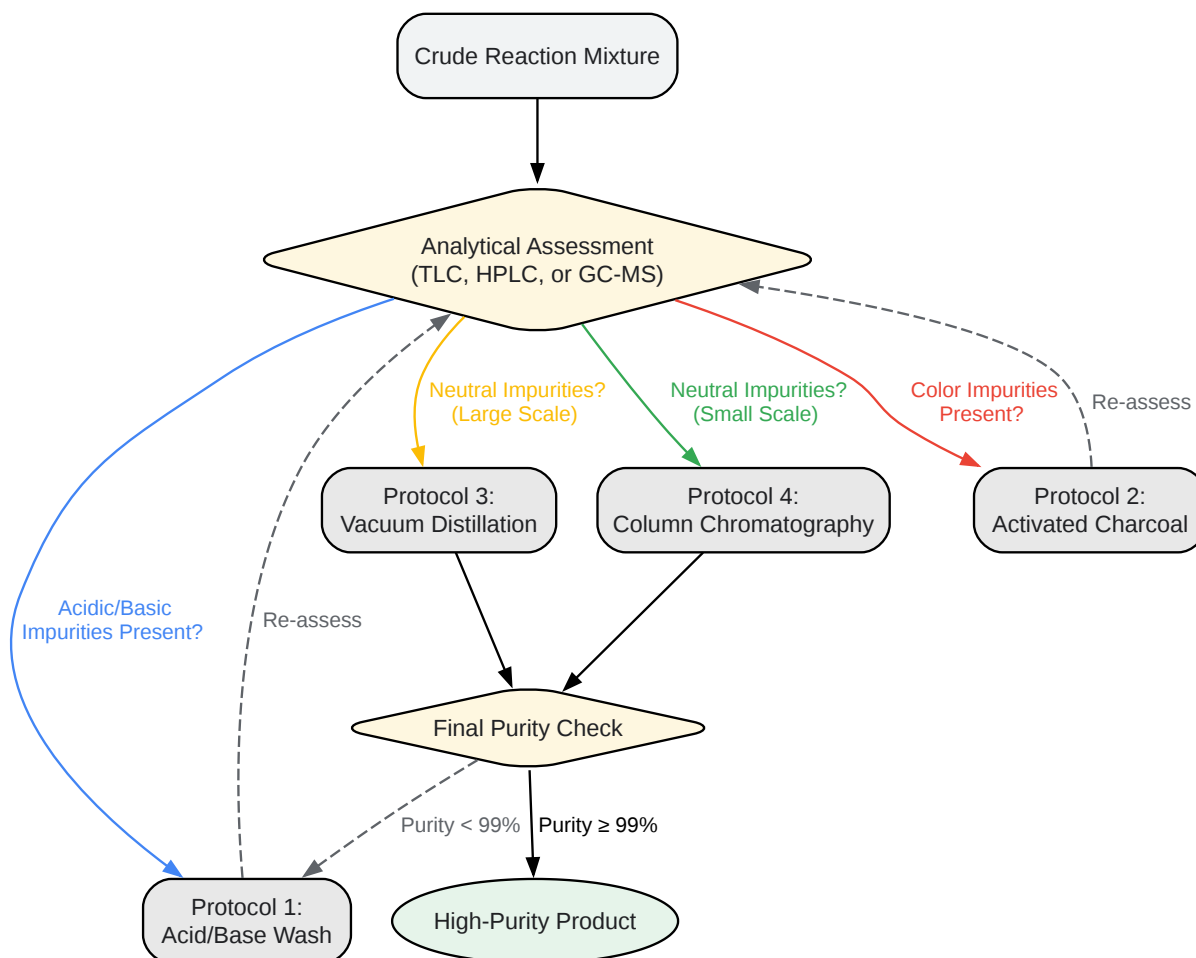 Crude Reaction Mixture
Analytical Assessment
(TLC, HPLC, or GC-MS)
Neutral Impurities?
(Large Scale)
Neutral Impurities?
(Small Scale)
Color Impurities
Present?
Re-assess
Protocol 3:
Vacuum Distillation
Protocol 4:
Column Chromatography
Protocol 2:
Activated Charcoal
Acidic/Basic
Impurities Present?
Re-assess
Final Purity Check
Purity < 99%
Purity ≥ 99%
Protocol 1:
Acid/Base Wash
High-Purity Product